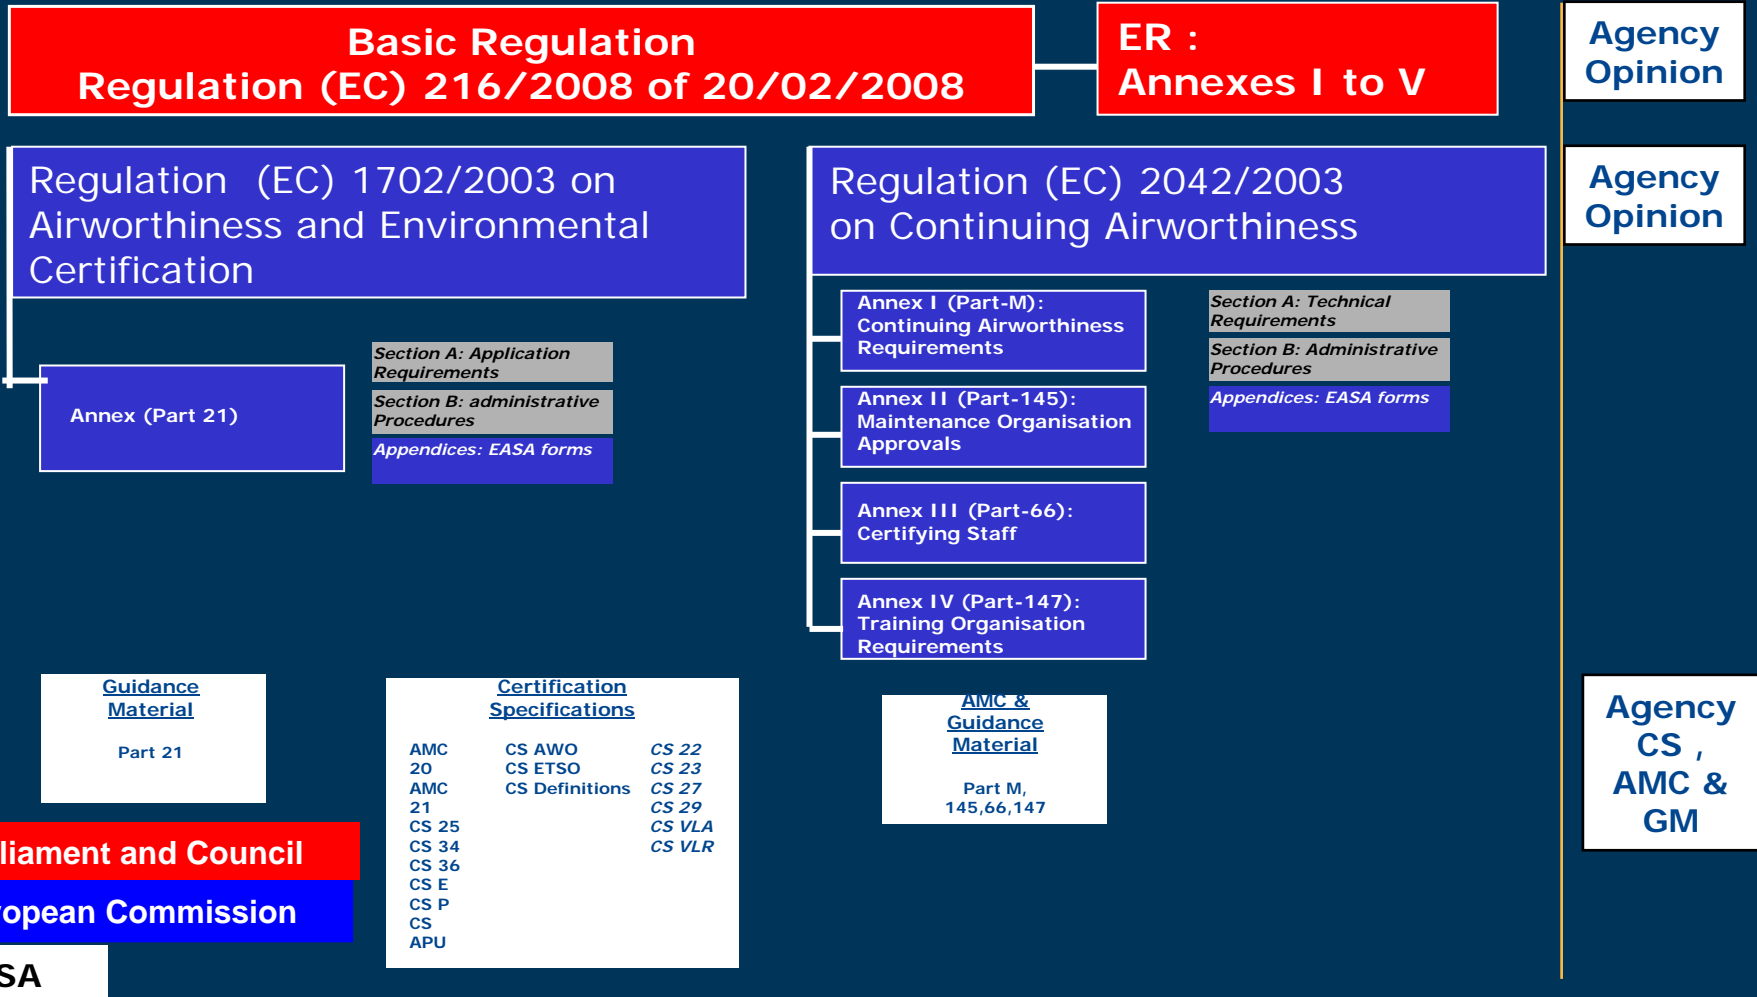 Basic Regulation
Regulation (EC) 216/2008 of 20/02/2008
ER :
Annexes I to V
Agency
Opinion
Regulation (EC) 1702/2003 on
Airworthiness and Environmental
Certification
Regulation (EC) 2042/2003
on Continuing Airworthiness
Agency
Opinion
Annex (Part 21)
Section A: Application
Requirements
Section B: administrative
Procedures
Appendices: EASA forms
Annex I (Part-M):
Continuing Airworthiness
Requirements
Annex II (Part-145):
Maintenance Organisation
Approvals
Annex III (Part-66):
Certifying Staff
Annex IV (Part-147):
Training Organisation
Requirements
Section A: Technical
Requirements
Section B: Administrative
Procedures
Appendices: EASA forms
Guidance
Material
Part 21
Certification
Specifications
AMC
20
AMC
21
CS 25
CS 34
CS 36
CS E
CS P
CS
APU
CS AWO
CS ETSO
CS Definitions
CS 22
CS 23
CS 27
CS 29
CS VLA
CS VLR
AMC &
Guidance
Material
Part M,
145,66,147
Agency
CS ,
AMC &
GM
liament and Council
opean Commission
SA